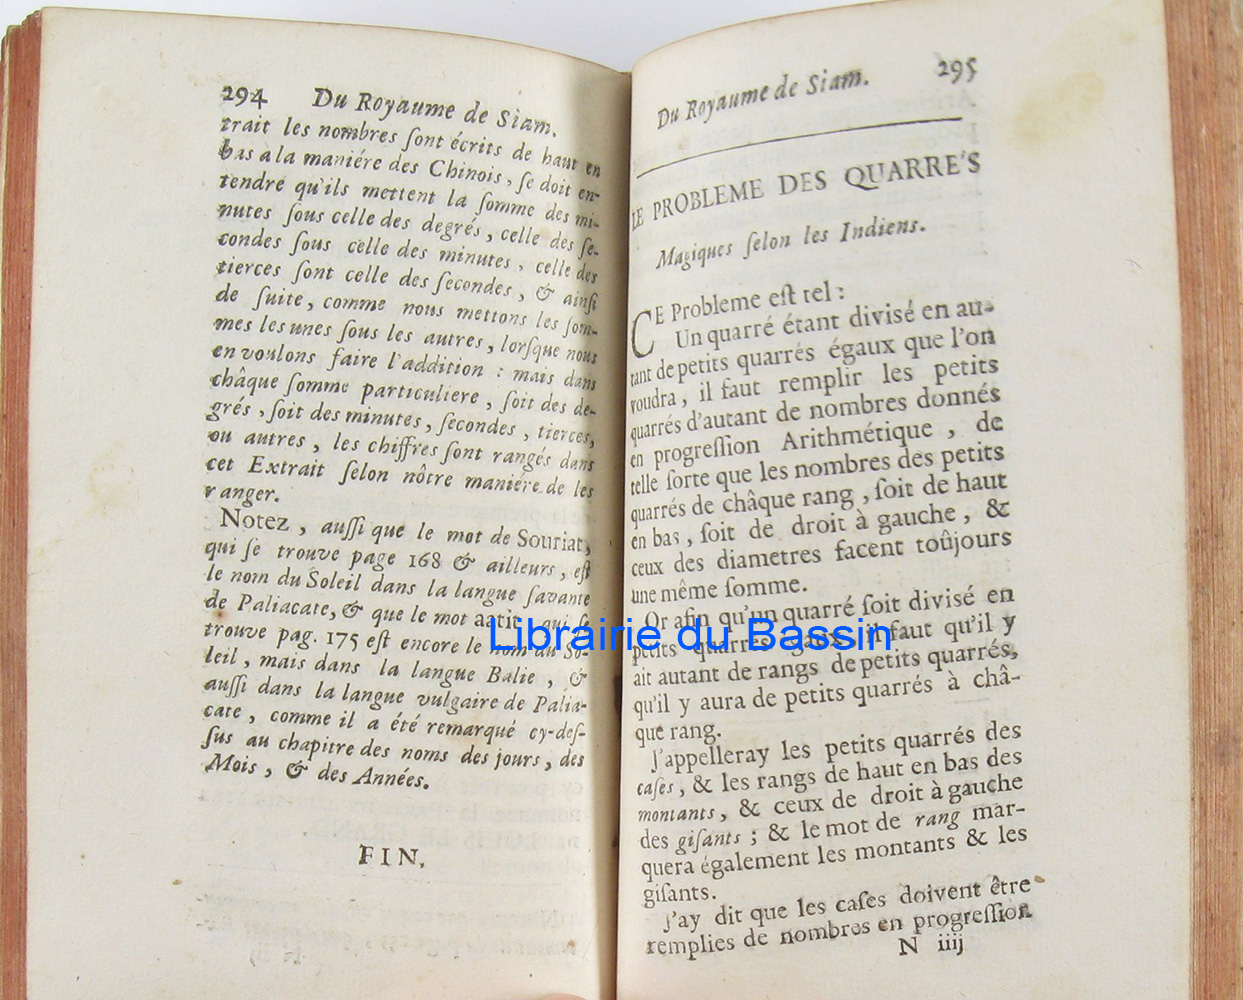 294 Du Royaume de Siam.
trait les nombres ſont écrits de haut en
bas a la maniére des Chinois, ſe doit en-
tendre qu'ils mettent la ſomme des mi-
nutes ſous celle des degrés, celle des ſe-
condes ſous celle des minutes, celle des
tierces ſont celle des ſecondes, & ainſi
de ſuite, comme nous mettons les ſom-
mes les unes ſous les autres, lorſque nous
en voulons faire l'addition : mais dans
châque ſomme particuliere, ſoit des de-
grés, ſoit des minutes, ſecondes, tierces,
ou autres, les chiffres ſont rangés dans
cet Extrait ſelon nôtre maniére de les
ranger.
Notez, auſſi que le mot de Souriat,
qui ſe trouve page 168 & ailleurs, eſt
le nom du Soleil dans la langue ſavante
de Paliacate, & que le mot aatit, qui ſe
trouve pag. 175 eſt encore le nom du So-
leil, mais dans la langue Balie, &
auſſi dans la langue vulgaire de Palia-
cate, comme il a été remarqué cy-deſ-
ſus au chapitre des noms des jours, des
Mois, & des Années.
FIN.
Du Royaume de Siam. 295
LE PROBLEME DES QUARRE'S
Magiques ſelon les Indiens.
CE Probleme eſt tel :
Un quarré étant diviſé en au-
tant de petits quarrés égaux que l'on
voudra, il faut remplir les petits
quarrés d'autant de nombres donnés
en progreſſion Arithmétique, de
telle ſorte que les nombres des petits
quarrés de châque rang, ſoit de haut
en bas, ſoit de droit à gauche, &
ceux des diametres facent toûjours
une même ſomme.
Or afin qu'un quarré ſoit diviſé en
petits quarrés égaux, il faut qu'il y
ait autant de rangs de petits quarrés,
qu'il y aura de petits quarrés à châ-
que rang.
J'appelleray les petits quarrés des
caſes, & les rangs de haut en bas des
montants, & ceux de droit à gauche
des giſants ; & le mot de rang mar-
quera également les montants & les
giſants.
J'ay dit que les caſes doivent être
remplies de nombres en progreſſion
N iiij
Librairie du Bassin